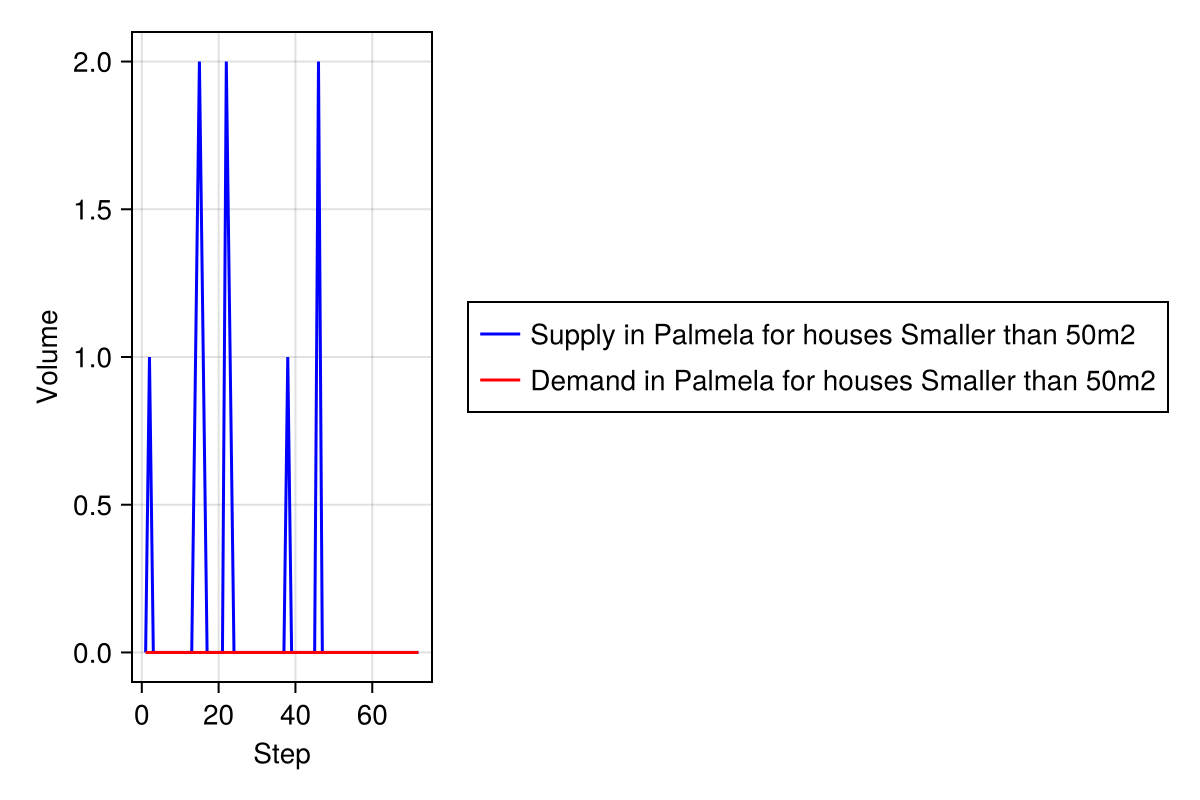 2.0
1.5
1.0
0.5
0.0
Volume
0 20 40 60
Step
Supply in Palmela for houses Smaller than 50m2
Demand in Palmela for houses Smaller than 50m2